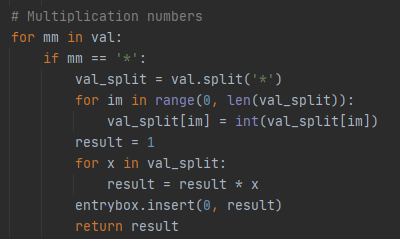 # Multiplication numbers
for mm in val:
    if mm == '*':
        val_split = val.split('*')
        for im in range(0, len(val_split)):
            val_split[im] = int(val_split[im])
        result = 1
        for x in val_split:
            result = result * x
        entrybox.insert(0, result)
        return result